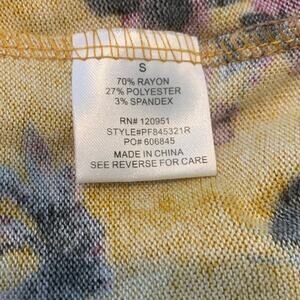 S
70% RAYON
27% POLYESTER
3% SPANDEX
RN# 120951
STYLE#PF845321R
PO# 606845
MADE IN CHINA
SEE REVERSE FOR CARE